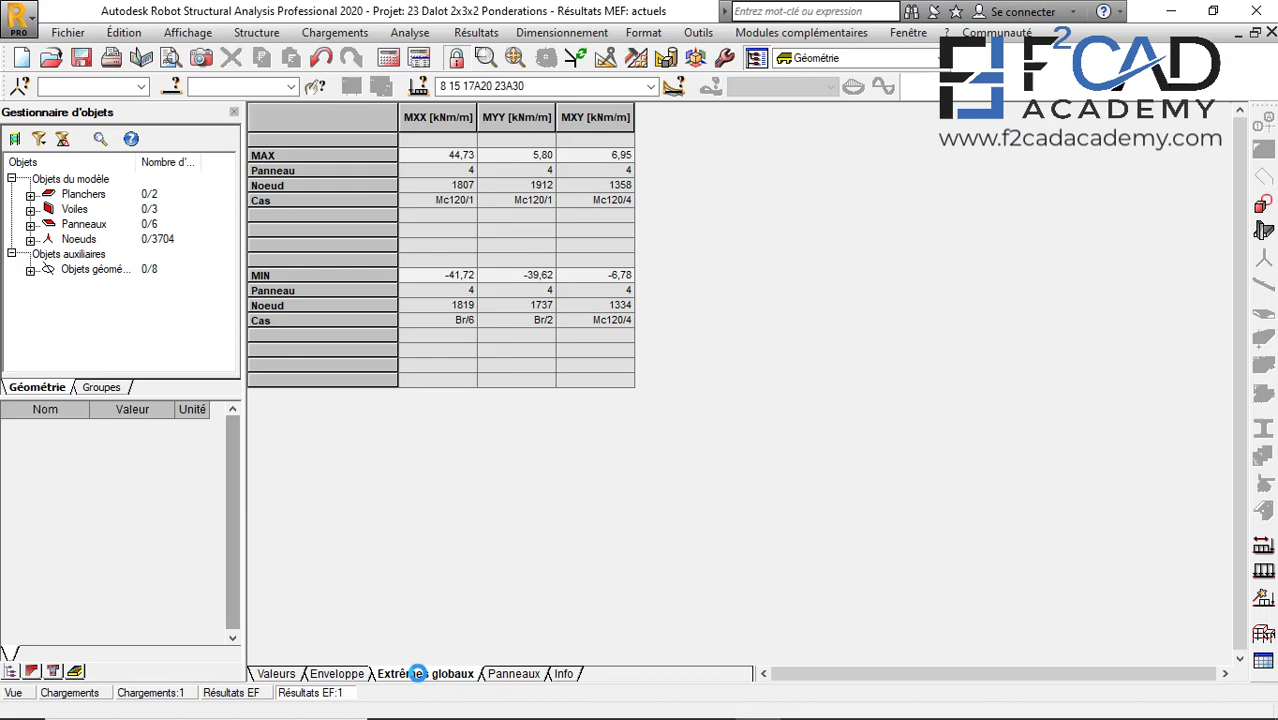 Autodesk Robot Structural Analysis Professional 2020 - Projet: 23 Dalot 2x3x2 Ponderations - Résultats MEF: actuels
Entrez mot-clé ou expression
Se connecter
PRO
Fichier Édition Affichage Structure Chargements Analyse Résultats Dimensionnement Format Outils Modules complémentaires Fenêtre ? Communauté
Géométrie
8 15 17A20 23A30
F2CAD
ACADEMY
www.f2cadacademy.com
Gestionnaire d'objets
Objets Nombre d'...
Objets du modèle
Planchers 0/2
Voiles 0/3
Panneaux 0/6
Noeuds 0/3704
Objets auxiliaires
Objets géomé... 0/8
Géométrie Groupes
Nom Valeur Unité
MXX [kNm/m] MYY [kNm/m] MXY [kNm/m]
MAX 44,73 5,80 6,95
Panneau 4 4 4
Noeud 1807 1912 1358
Cas Mc120/1 Mc120/1 Mc120/4
MIN -41,72 -39,62 -6,78
Panneau 4 4 4
Noeud 1819 1737 1334
Cas Br/6 Br/2 Mc120/4
Valeurs Enveloppe Extrêmes globaux Panneaux Info
Vue Chargements Chargements:1 Résultats EF Résultats EF:1